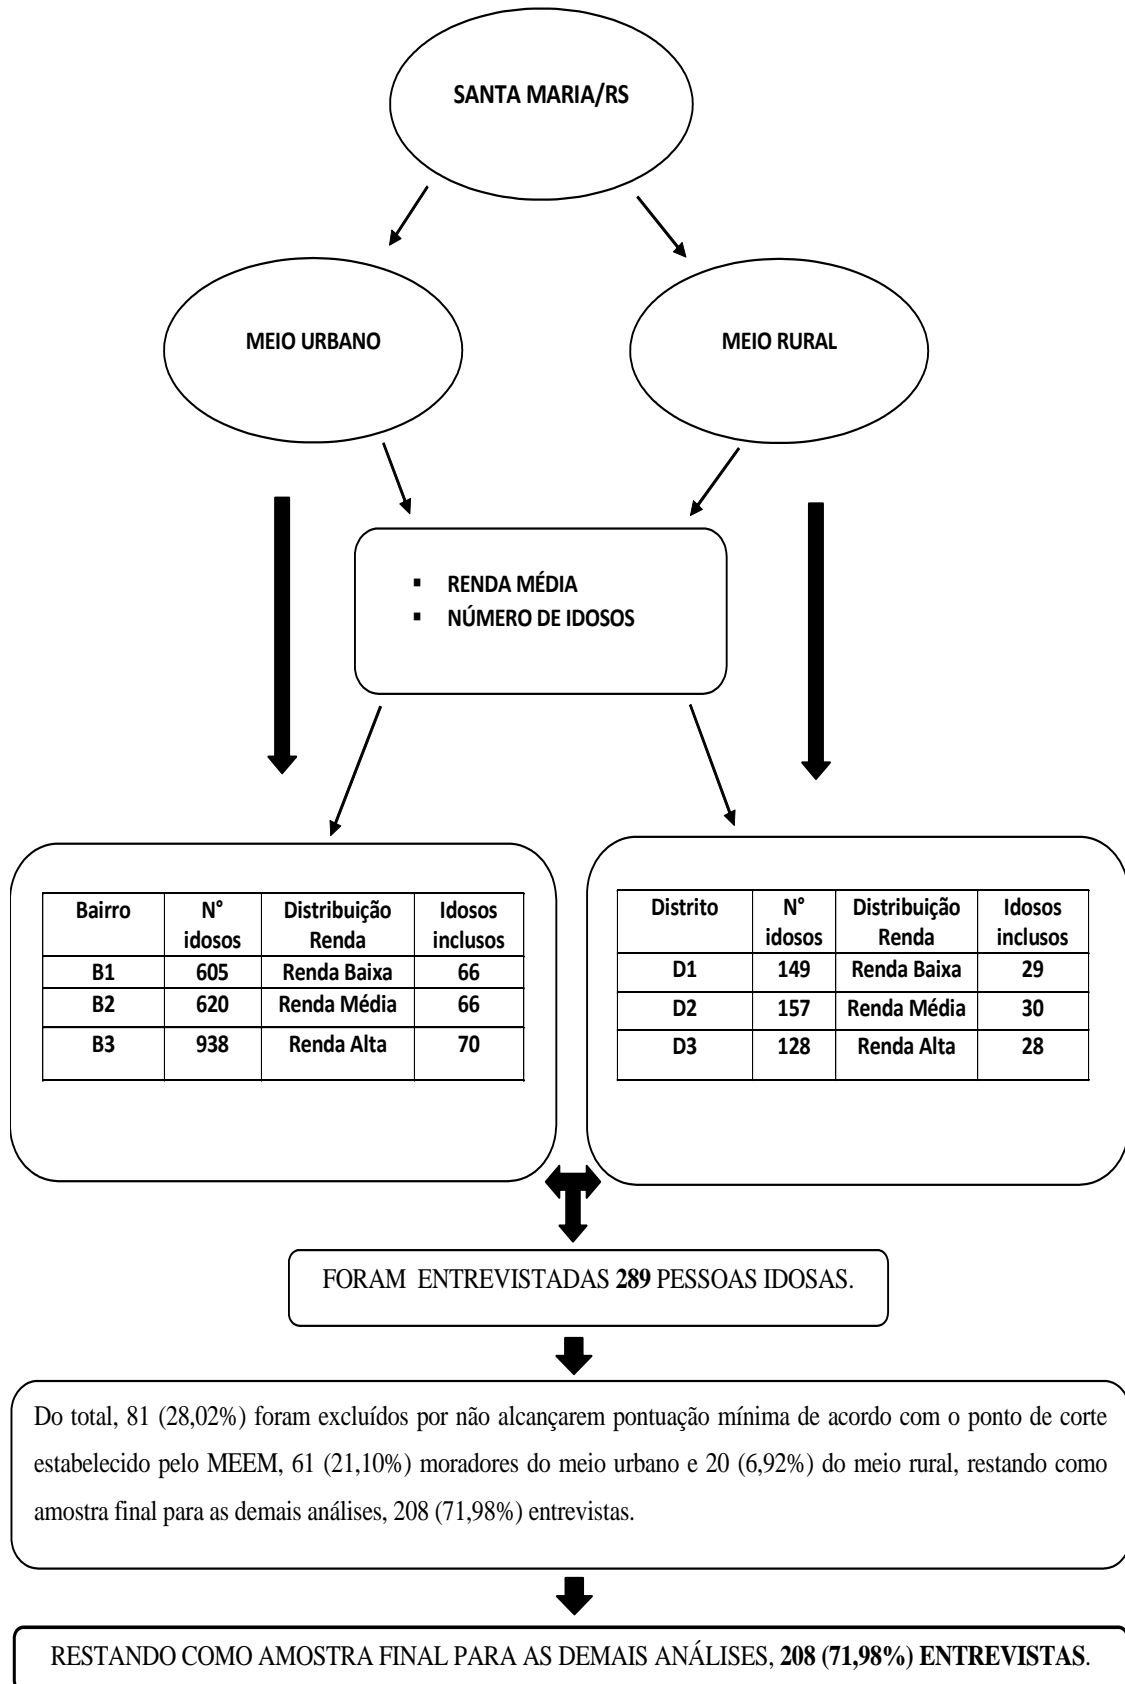 SANTA MARIA/RS
MEIO URBANO
MEIO RURAL
▪ RENDA MÉDIA
▪ NÚMERO DE IDOSOS
Bairro N° idosos Distribuição Renda Idosos inclusos
B1 605 Renda Baixa 66
B2 620 Renda Média 66
B3 938 Renda Alta 70
Distrito N° idosos Distribuição Renda Idosos inclusos
D1 149 Renda Baixa 29
D2 157 Renda Média 30
D3 128 Renda Alta 28
FORAM ENTREVISTADAS 289 PESSOAS IDOSAS.
Do total, 81 (28,02%) foram excluídos por não alcançarem pontuação mínima de acordo com o ponto de corte
estabelecido pelo MEEM, 61 (21,10%) moradores do meio urbano e 20 (6,92%) do meio rural, restando como
amostra final para as demais análises, 208 (71,98%) entrevistas.
RESTANDO COMO AMOSTRA FINAL PARA AS DEMAIS ANÁLISES, 208 (71,98%) ENTREVISTAS.